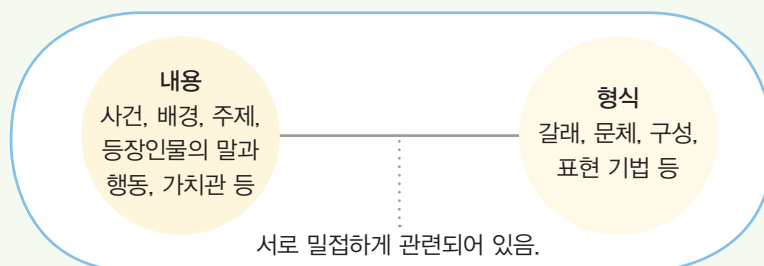 내용
사건, 배경, 주제,
등장인물의 말과
행동, 가치관 등
형식
갈래, 문체, 구성,
표현 기법 등
서로 밀접하게 관련되어 있음.